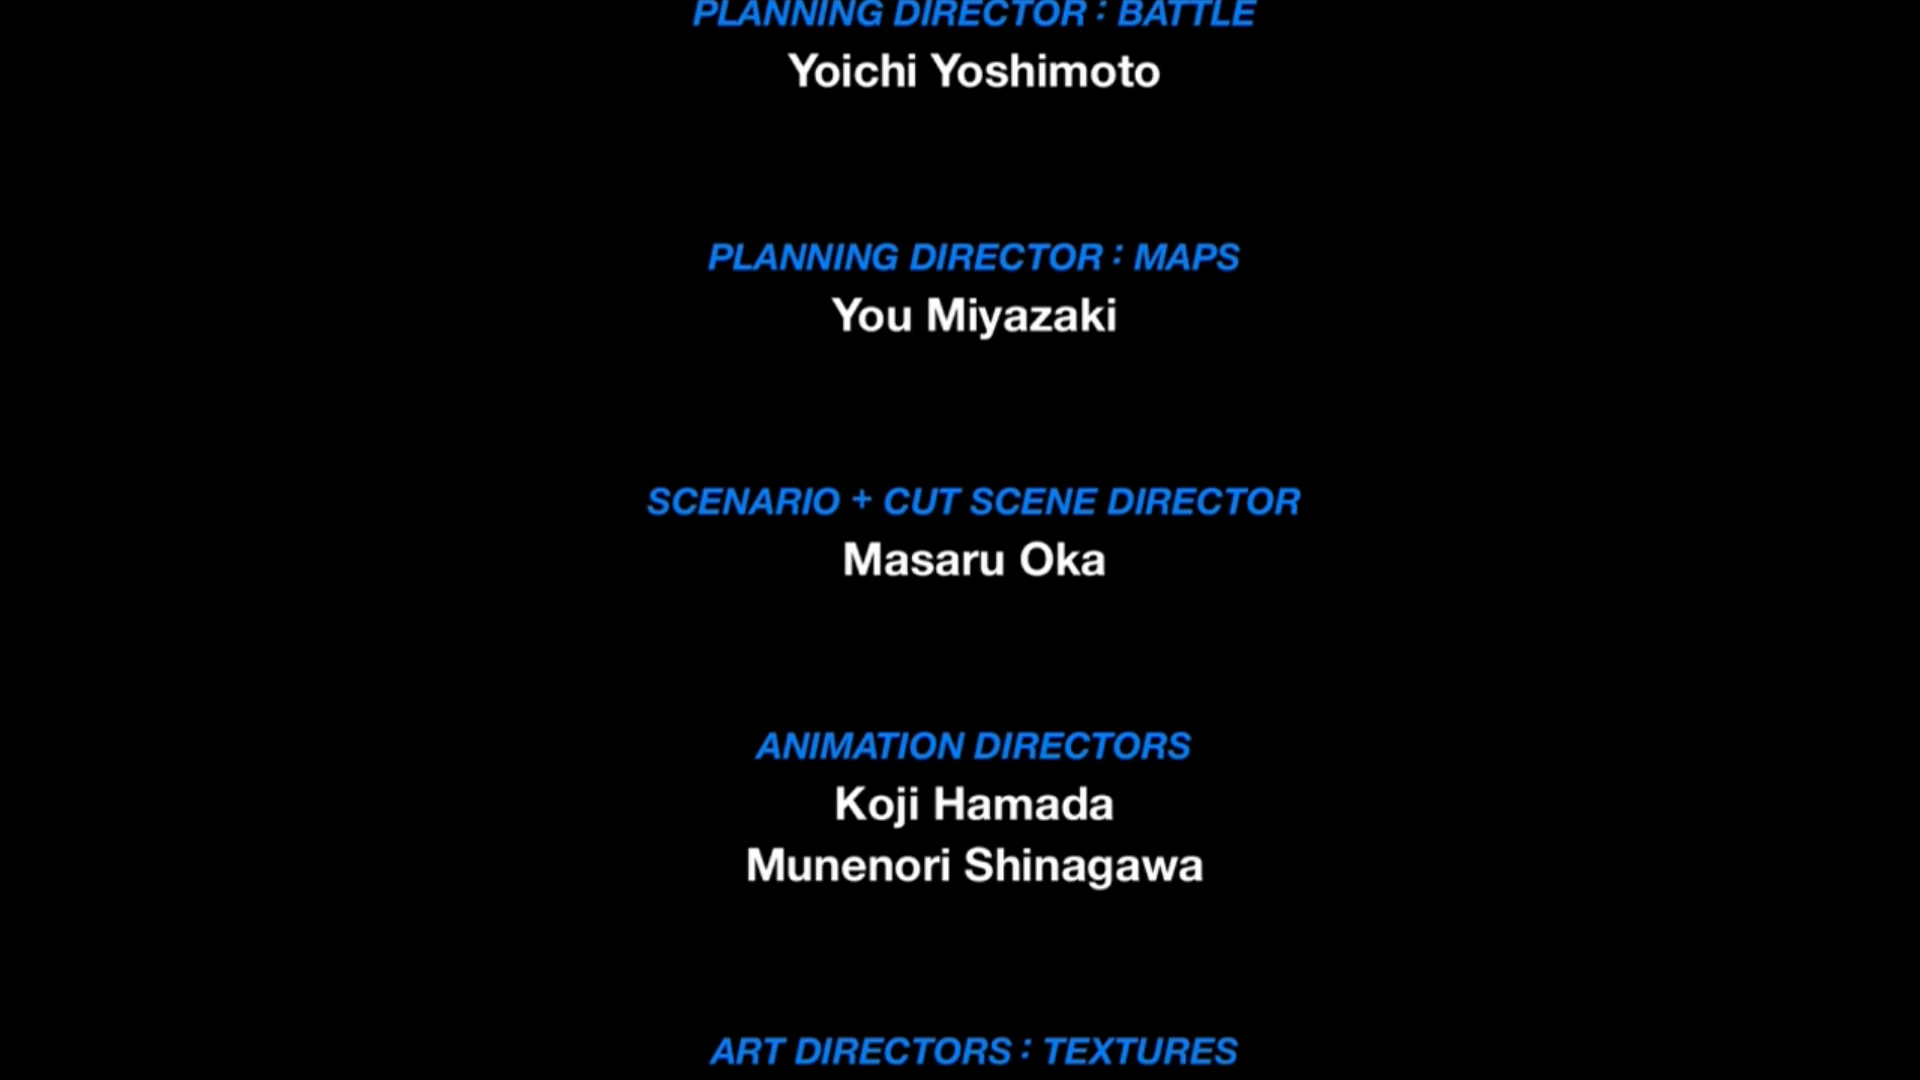 PLANNING DIRECTOR : BATTLE
Yoichi Yoshimoto
PLANNING DIRECTOR : MAPS
You Miyazaki
SCENARIO + CUT SCENE DIRECTOR
Masaru Oka
ANIMATION DIRECTORS
Koji Hamada
Munenori Shinagawa
ART DIRECTORS : TEXTURES